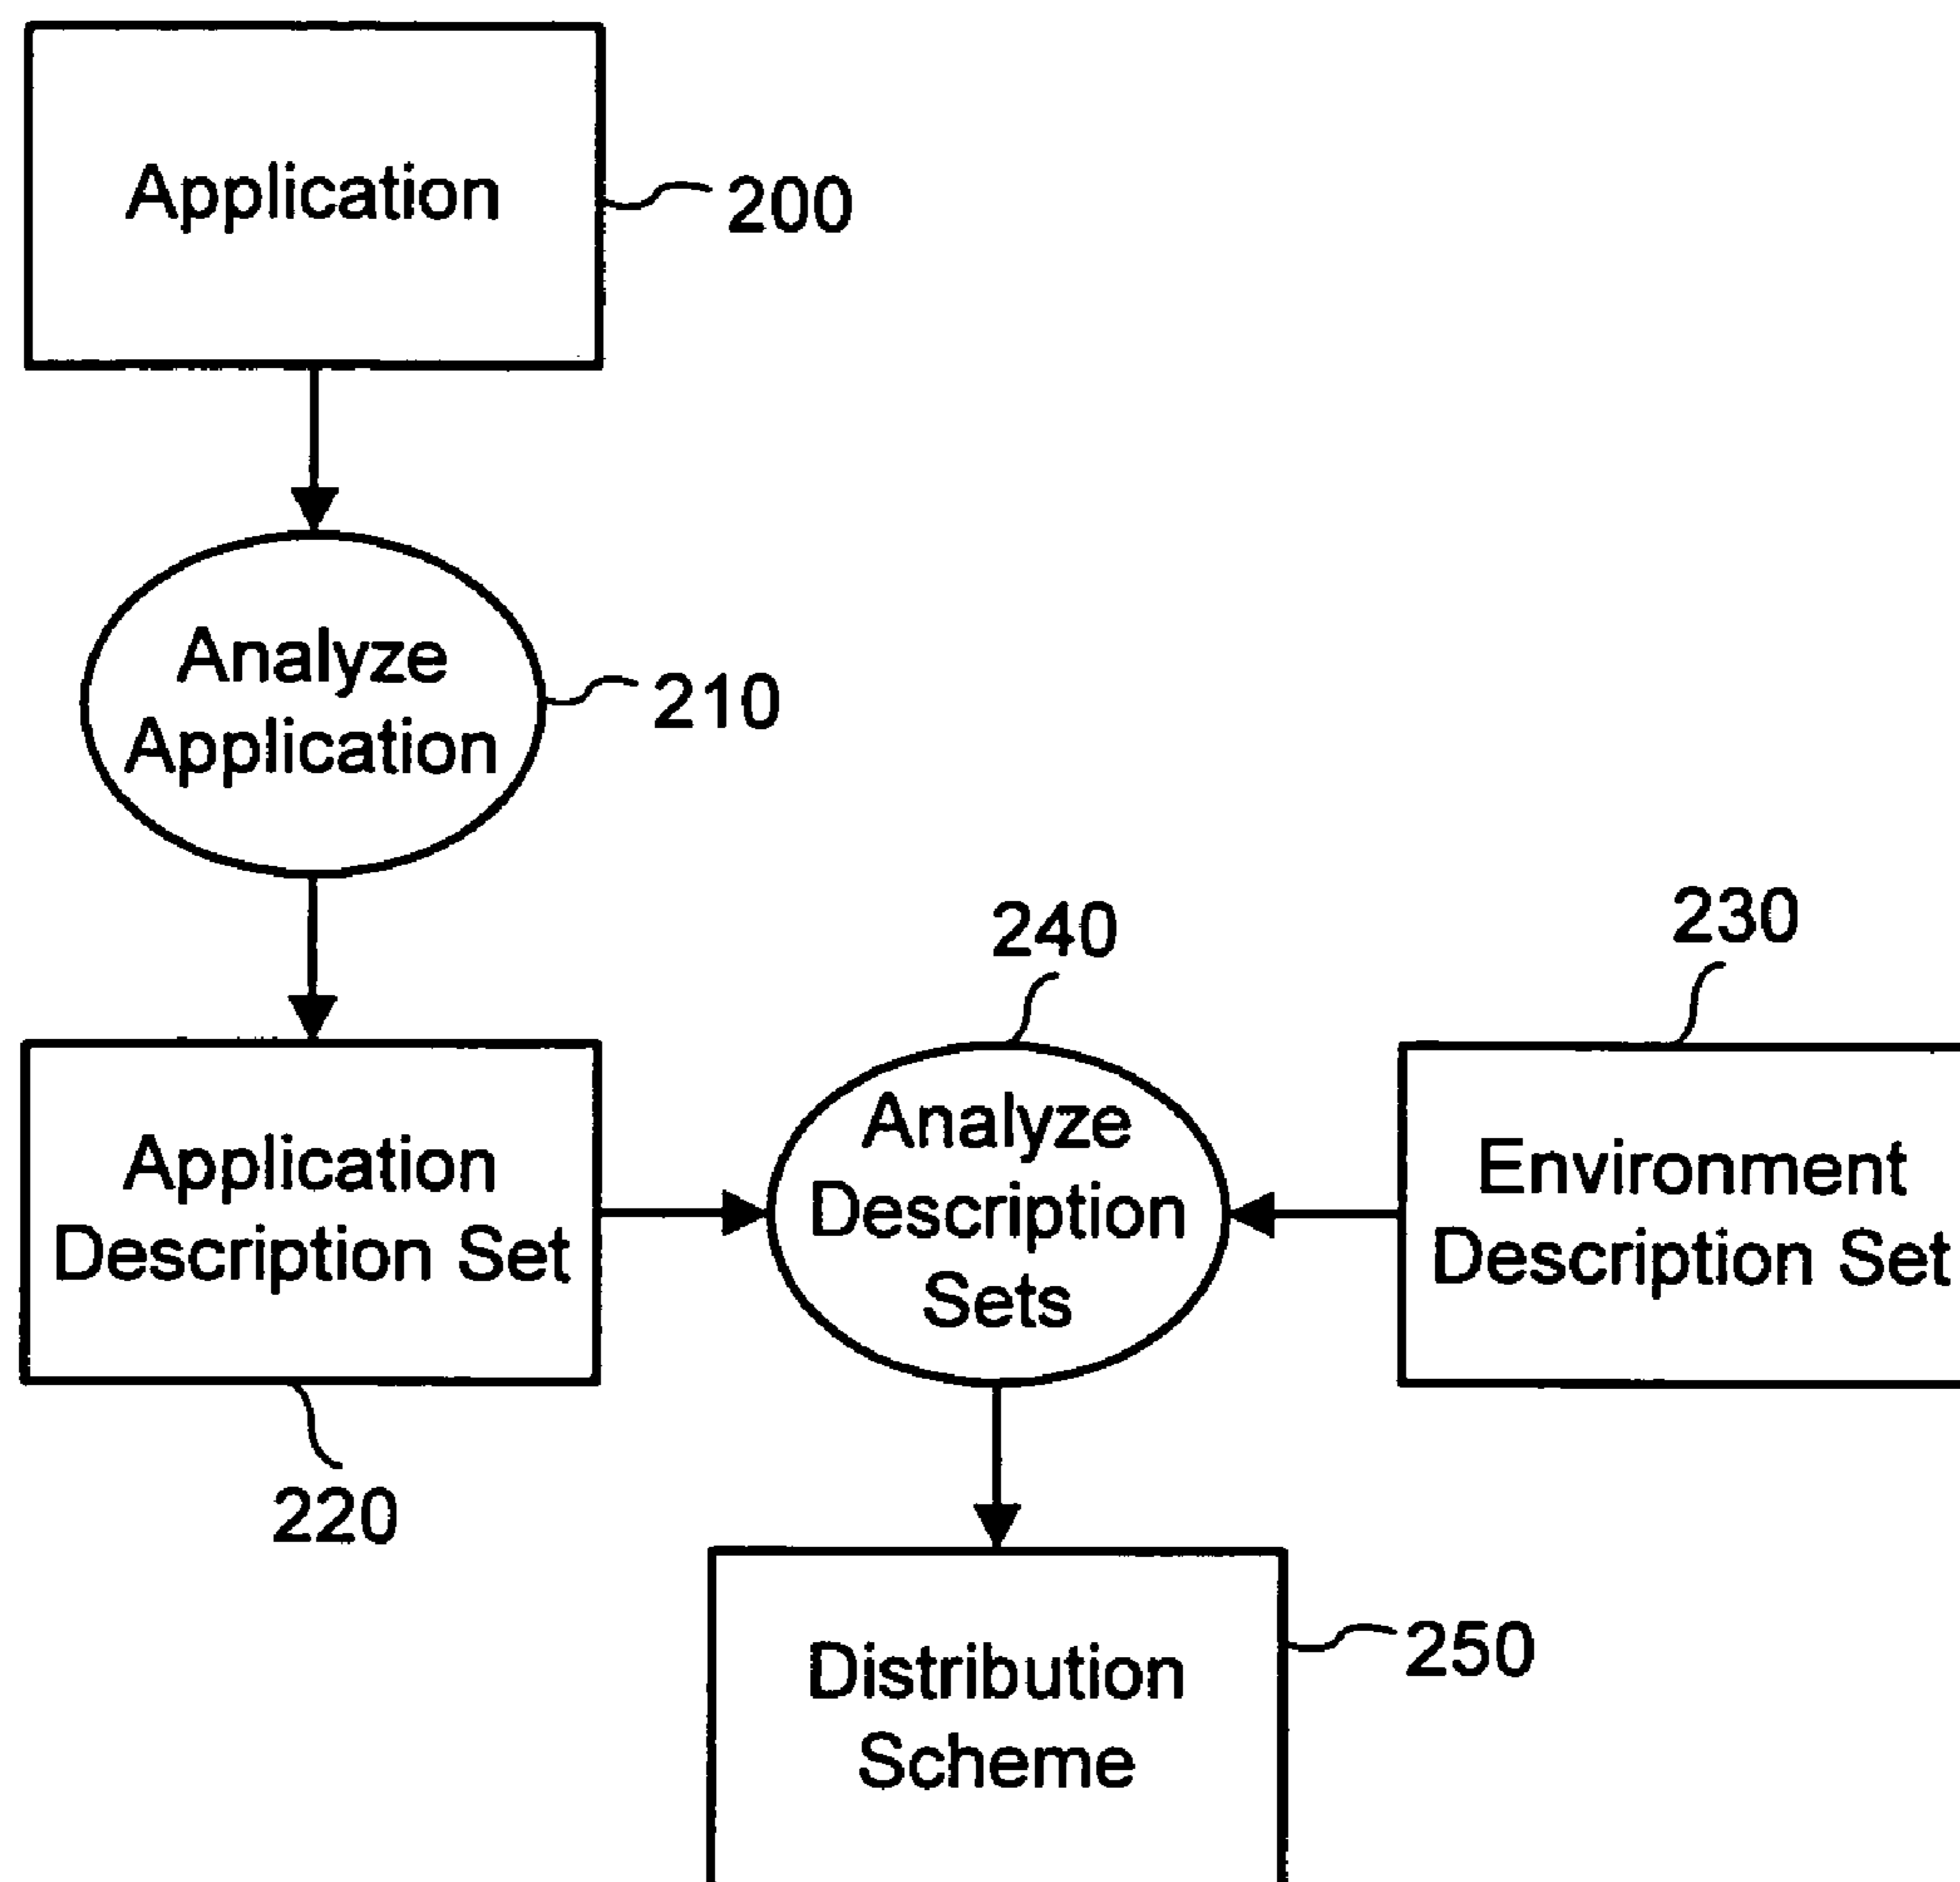 Application
200
Analyze
Application
210
240
230
Application
Description Set
Analyze
Description
Sets
Environment
Description Set
220
Distribution
Scheme
250